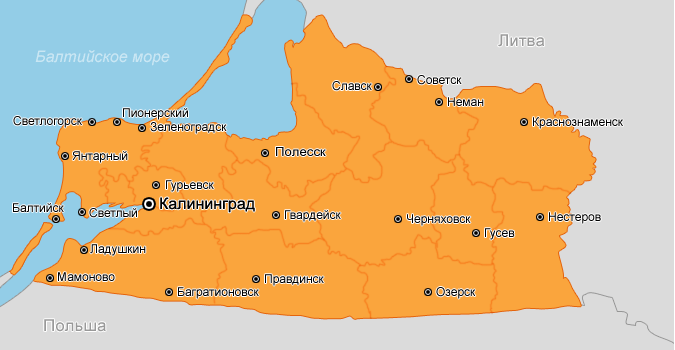 Литва
Балтийское море
Советск
Славск
Неман
Пионерский
Светлогорск
Краснознаменск
Зеленоградск
Полесск
Янтарный
Гурьевск
Калининград
Балтийск
Светлый
Гвардейск
Черняховск
Нестеров
Гусев
Ладушкин
Мамоново
Правдинск
Багратионовск
Озерск
Польша